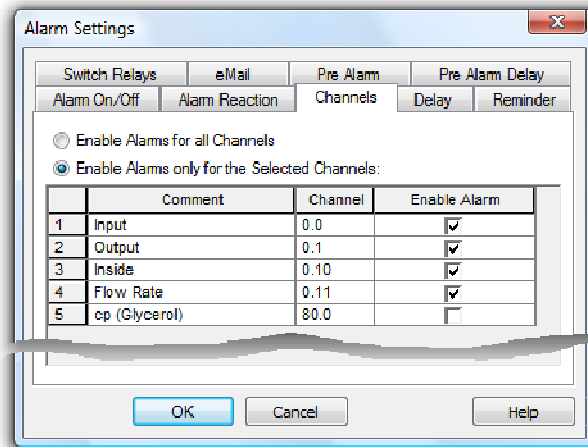 Alarm Settings
Switch Relays eMail Pre Alarm Pre Alarm Delay
Alarm On/Off Alarm Reaction Channels Delay Reminder
Enable Alarms for all Channels
Enable Alarms only for the Selected Channels:
Comment Channel Enable Alarm
1 Input 0.0
2 Output 0.1
3 Inside 0.10
4 Flow Rate 0.11
5 cp (Glycerol) 80.0
OK Cancel Help